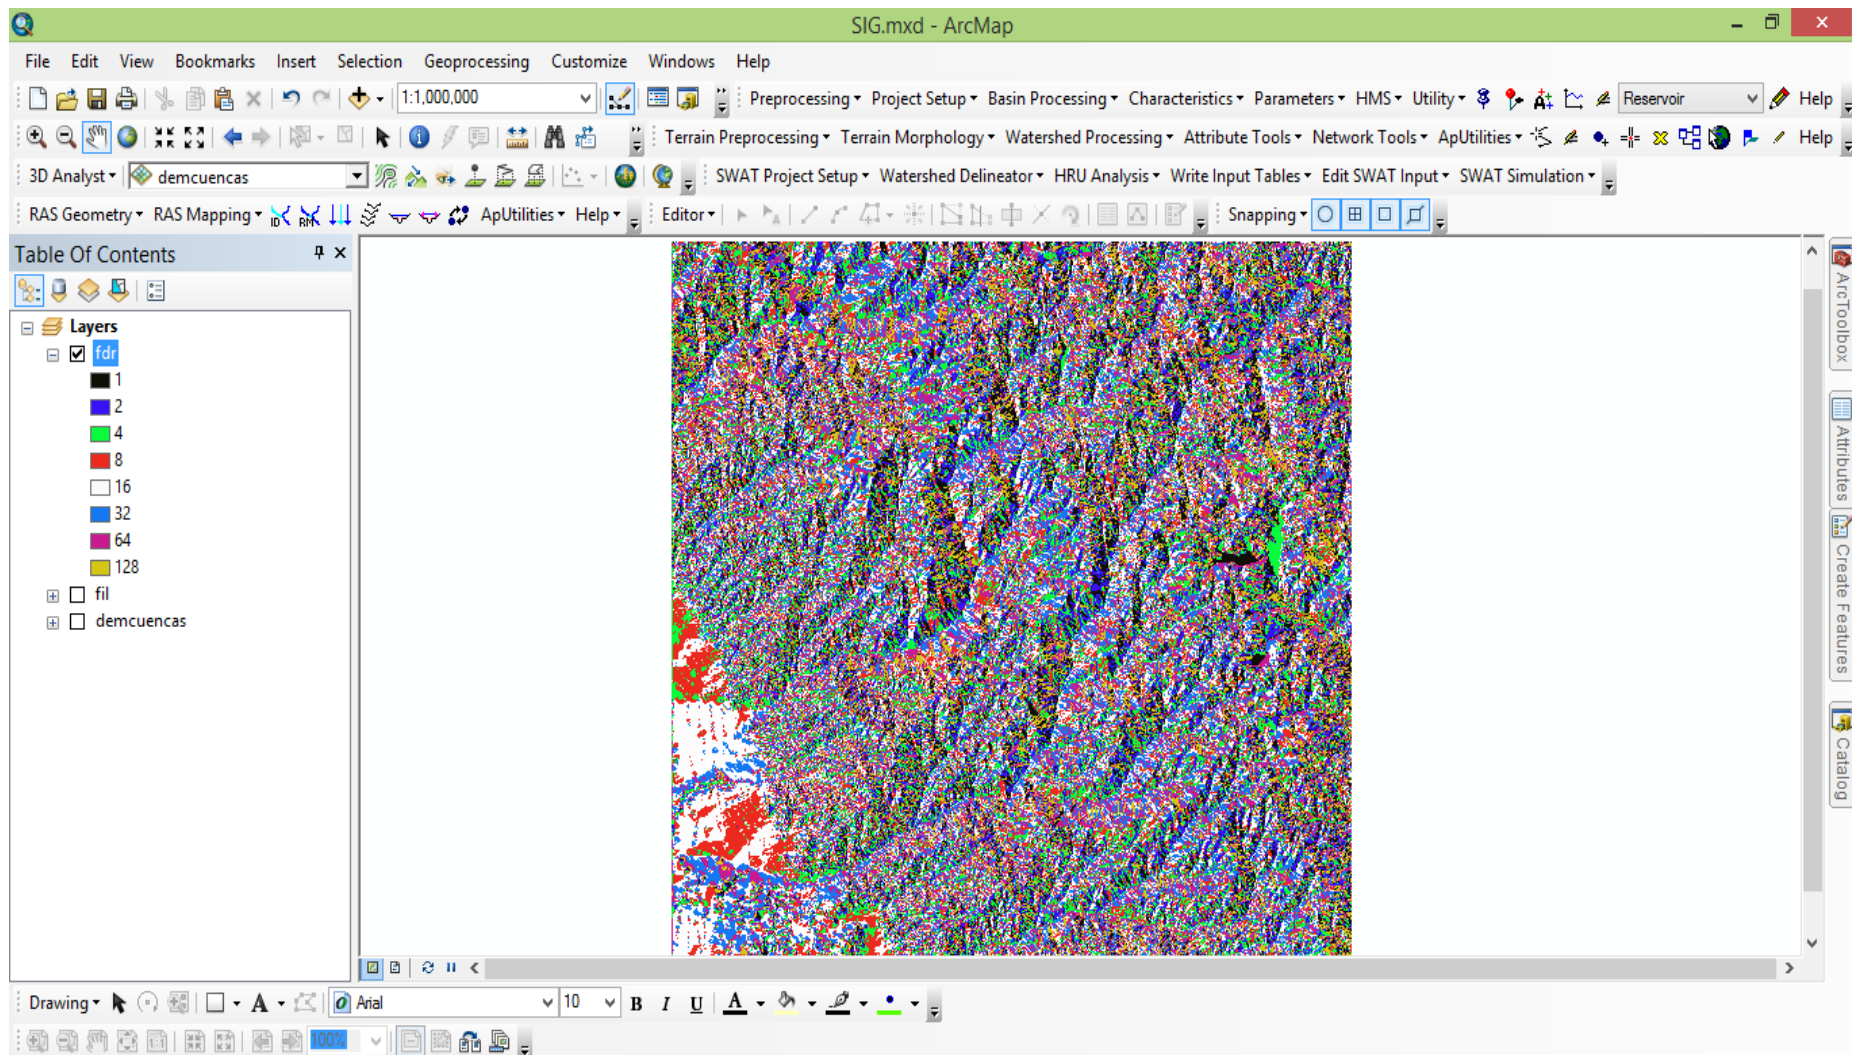 SIG.mxd - ArcMap
File Edit View Bookmarks Insert Selection Geoprocessing Customize Windows Help
1:1,000,000 Preprocessing Project Setup Basin Processing Characteristics Parameters HMS Utility Reservoir Help
Terrain Preprocessing Terrain Morphology Watershed Processing Attribute Tools Network Tools ApUtilities Help
3D Analyst demcuencas SWAT Project Setup Watershed Delineator HRU Analysis Write Input Tables Edit SWAT Input SWAT Simulation
RAS Geometry RAS Mapping ID RML ApUtilities Help Editor Snapping
Table Of Contents
Layers
fdr
1
2
4
8
16
32
64
128
fil
demcuencas
ArcToolbox
Attributes
Create Features
Catalog
Drawing A Arial 10 B I U A
100%